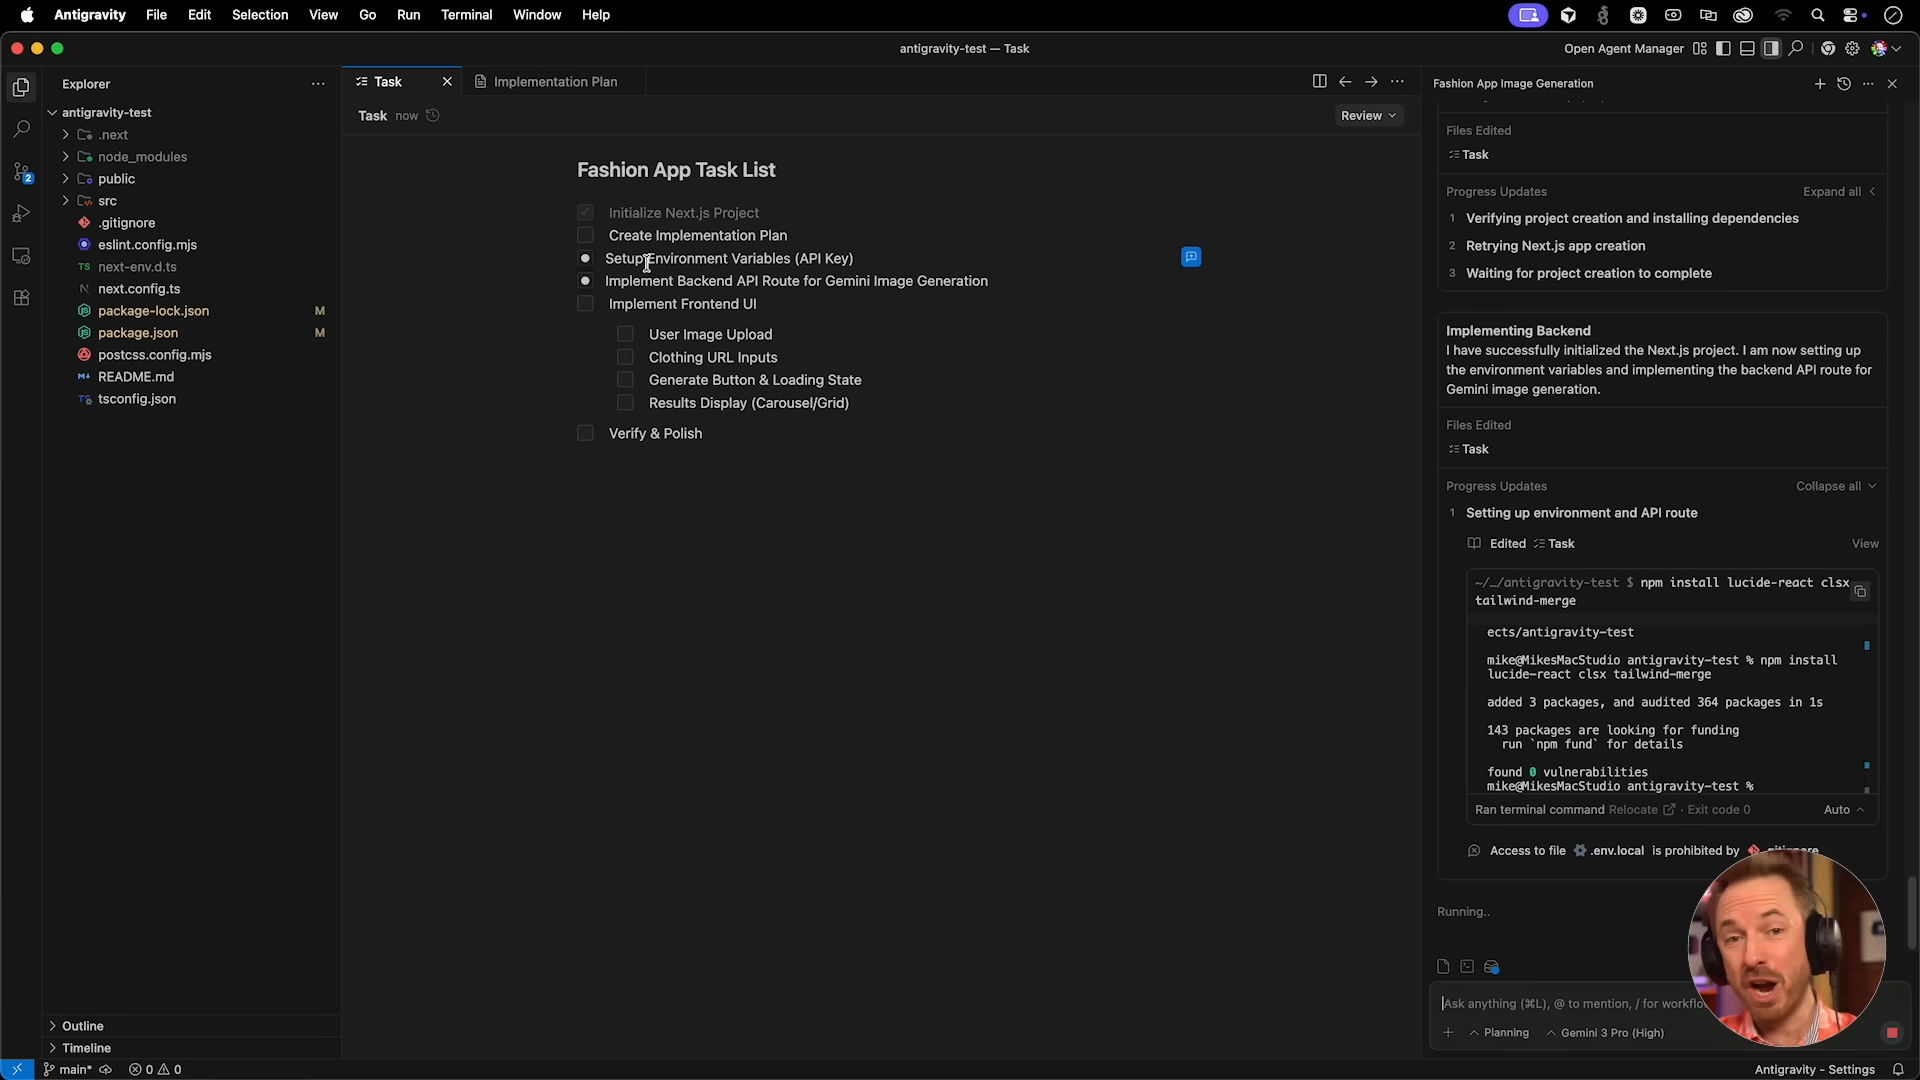 Antigravity File Edit Selection View Go Run Terminal Window Help
antigravity-test — Task
Open Agent Manager
Explorer
antigravity-test
.next
node_modules
public
src
.gitignore
eslint.config.mjs
TS next-env.d.ts
next.config.ts
package-lock.json M
package.json M
postcss.config.mjs
README.md
tsconfig.json
2
Outline
Timeline
Task
Implementation Plan
Task now
Review
Fashion App Task List
Initialize Next.js Project
Create Implementation Plan
Setup Environment Variables (API Key)
Implement Backend API Route for Gemini Image Generation
Implement Frontend UI
User Image Upload
Clothing URL Inputs
Generate Button & Loading State
Results Display (Carousel/Grid)
Verify & Polish
Fashion App Image Generation
Files Edited
Task
Progress Updates Expand all
1 Verifying project creation and installing dependencies
2 Retrying Next.js app creation
3 Waiting for project creation to complete
Implementing Backend
I have successfully initialized the Next.js project. I am now setting up
the environment variables and implementing the backend API route for
Gemini image generation.
Files Edited
Task
Progress Updates Collapse all
1 Setting up environment and API route
Edited Task View
~/…/antigravity-test $ npm install lucide-react clsx
tailwind-merge
ects/antigravity-test
mike@MikesMacStudio antigravity-test % npm install
lucide-react clsx tailwind-merge
added 3 packages, and audited 364 packages in 1s
143 packages are looking for funding
run `npm fund` for details
found 0 vulnerabilities
mike@MikesMacStudio antigravity-test %
Ran terminal command Relocate · Exit code 0 Auto
Access to file .env.local is prohibited by .gitignore
Running..
Ask anything (⌘L), @ to mention, / for
Planning Gemini 3 Pro (High)
main* 0 0
Antigravity - Settings